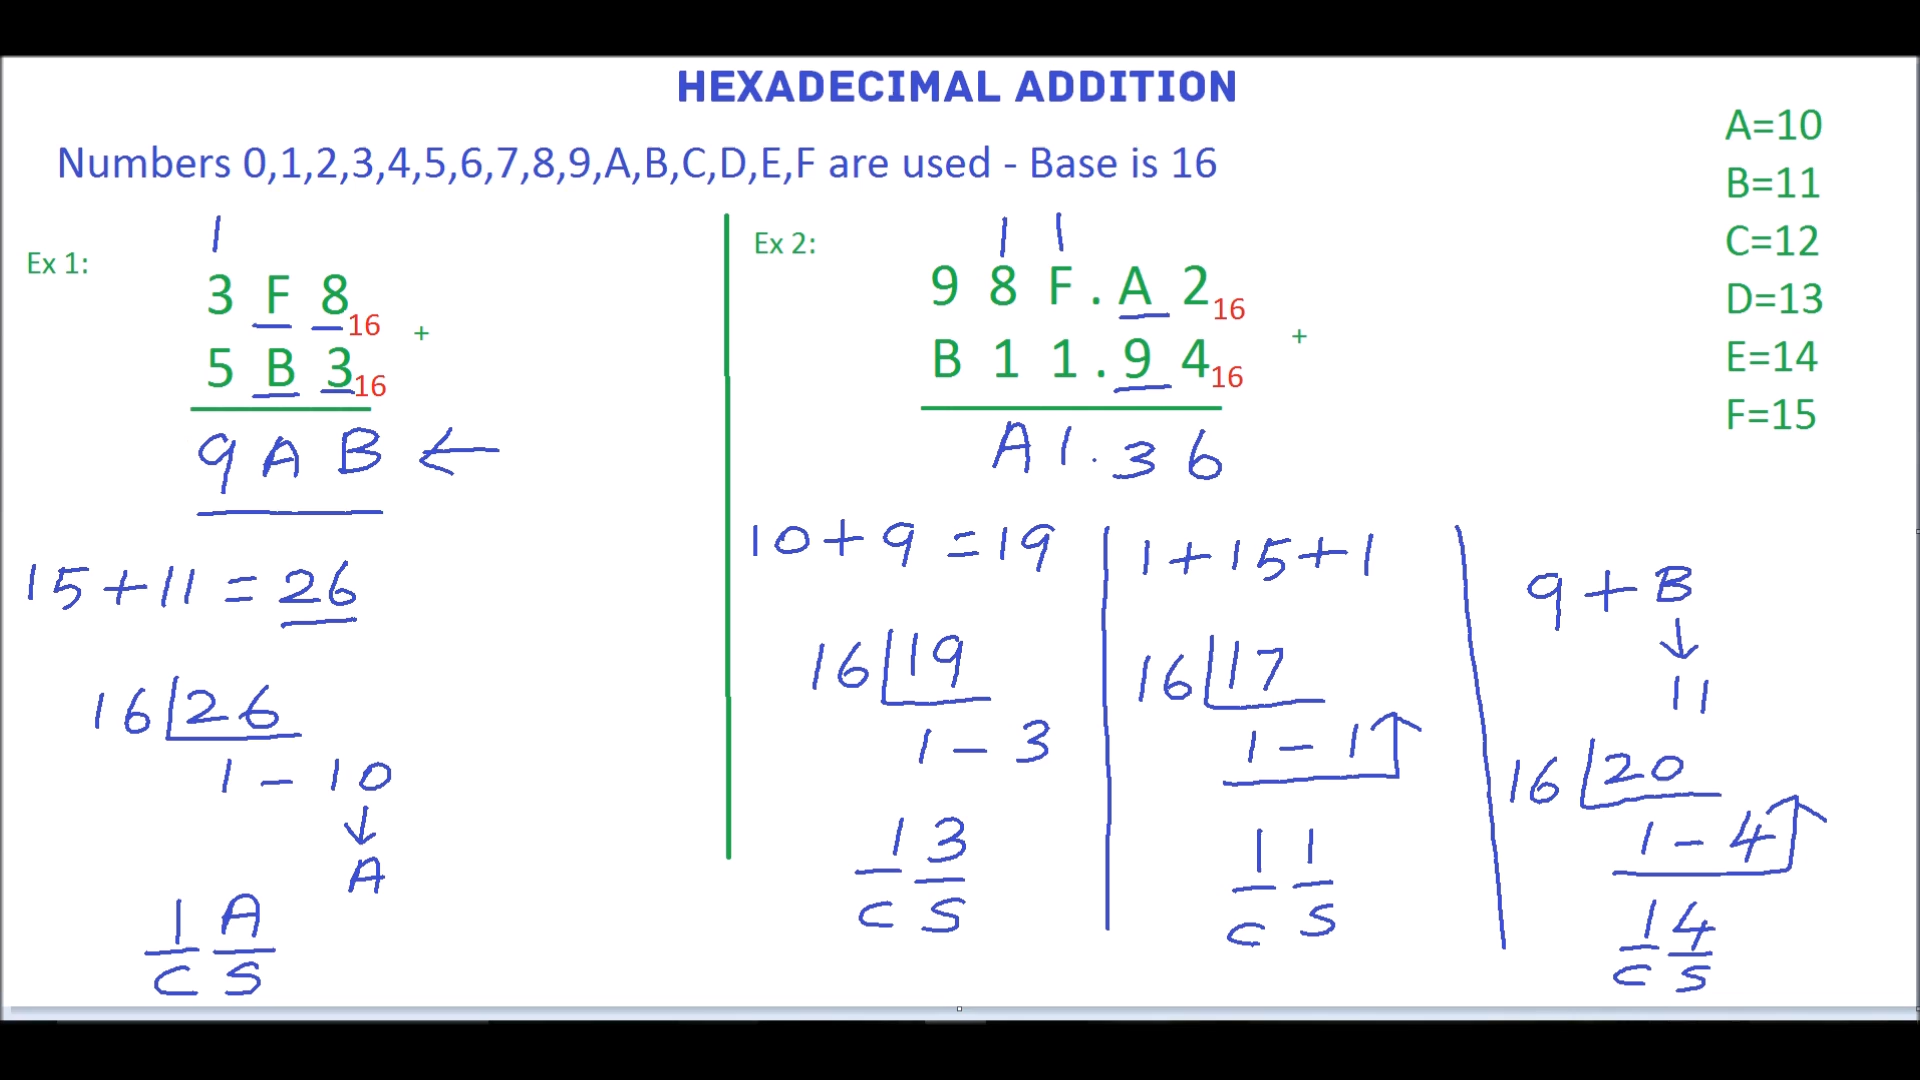 HEXADECIMAL ADDITION
Numbers 0,1,2,3,4,5,6,7,8,9,A,B,C,D,E,F are used - Base is 16
A=10
B=11
C=12
D=13
E=14
F=15
Ex 1:
1
3 F 8 16
+
5 B 3 16
9 A B ←
15 + 11 = 26
16 26
1 - 10
↓
A
1 A
C S
Ex 2:
1 1
9 8 F . A 2 16
+
B 1 1 . 9 4 16
A 1 . 3 6
10 + 9 = 19
16 19
1 - 3
1 3
C S
1 + 15 + 1
16 17
1 - 1
1 1
C S
9 + B
↓
11
16 20
1 - 4
1 4
C S